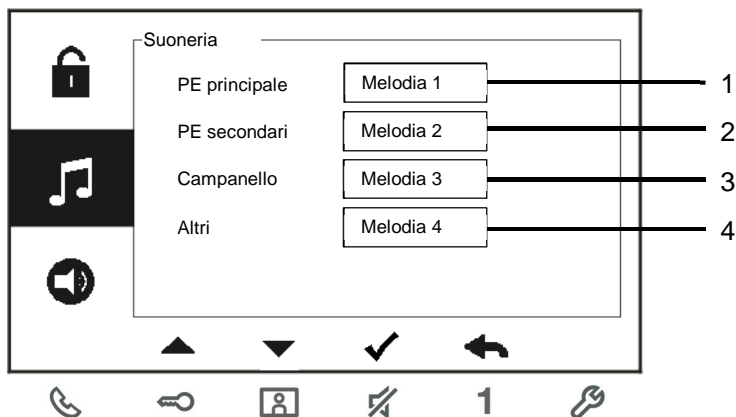 Suoneria
PE principale Melodia 1 1
PE secondari Melodia 2 2
Campanello Melodia 3 3
Altri Melodia 4 4
1